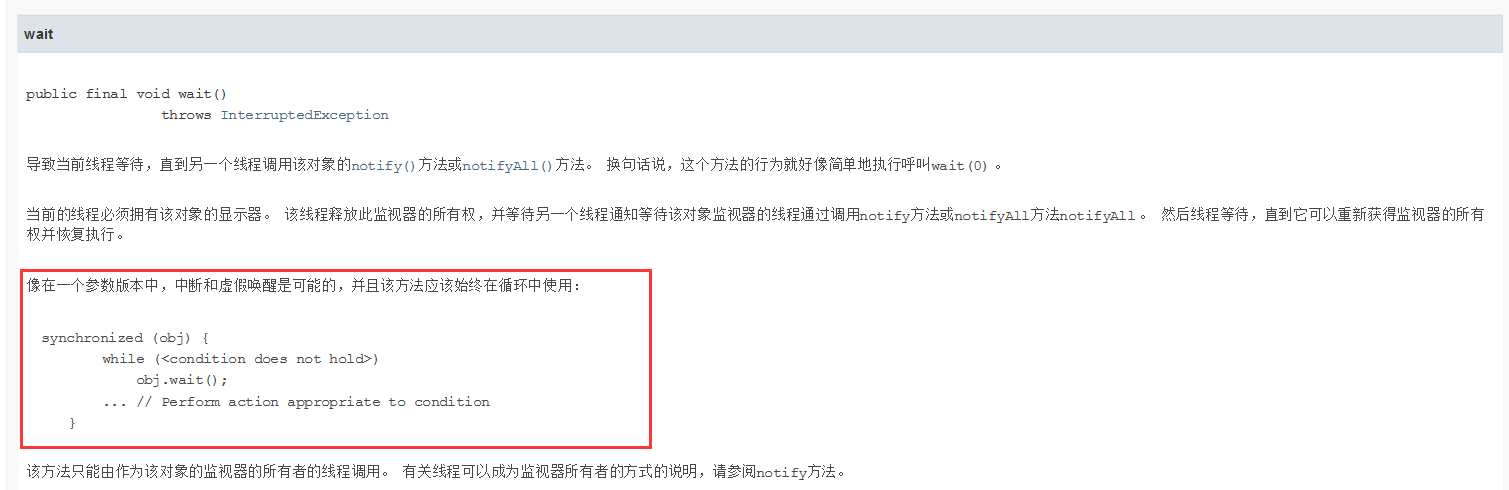 wait
public final void wait()
throws InterruptedException
导致当前线程等待，直到另一个线程调用该对象的notify()方法或notifyAll()方法。 换句话说，这个方法的行为就好像简单地执行呼叫wait(0) 。
当前的线程必须拥有该对象的显示器。 该线程释放此监视器的所有权，并等待另一个线程通知等待该对象监视器的线程通过调用notify方法或notifyAll方法notifyAll 。 然后线程等待，直到它可以重新获得监视器的所有
权并恢复执行。
像在一个参数版本中，中断和虚假唤醒是可能的，并且该方法应该始终在循环中使用：
synchronized (obj) {
while (<condition does not hold>)
obj.wait();
... // Perform action appropriate to condition
}
该方法只能由作为该对象的监视器的所有者的线程调用。 有关线程可以成为监视器所有者的方式的说明，请参阅notify方法。